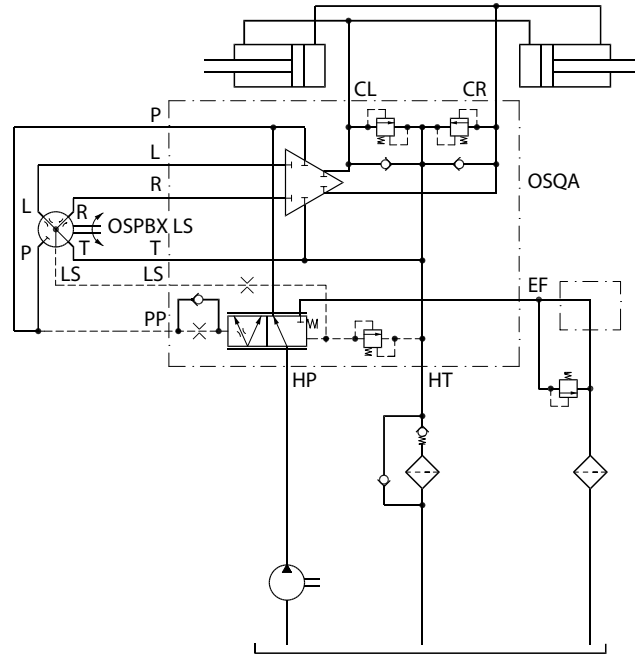 CL CR
P
L
OSQA
R
L R
OSPBX LS
P T T
LS LS
EF
PP
HP HT